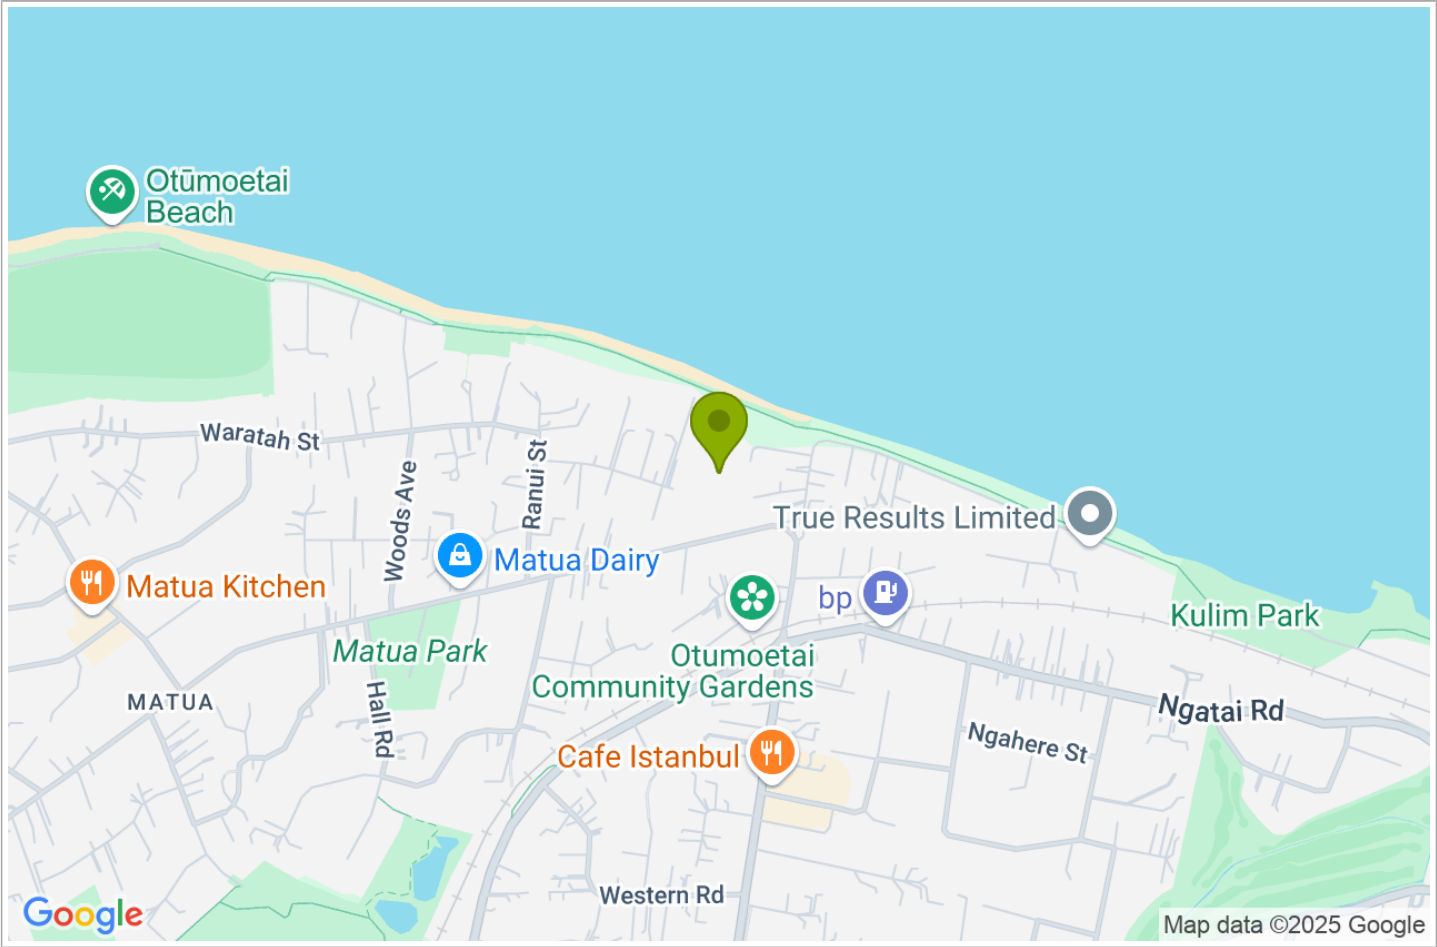 Otūmoetai
Beach
Waratah St
Woods Ave
Ranui St
True Results Limited
Matua Dairy
Matua Kitchen
bp
Kulim Park
Matua Park
Otumoetai
Community Gardens
MATUA
Hall Rd
Ngatai Rd
Ngahere St
Cafe Istanbul
Western Rd
Google
Map data ©2025 Google